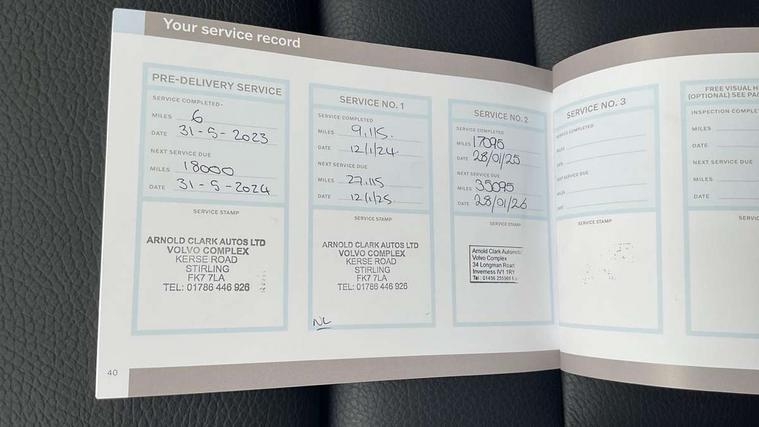 Your service record
PRE-DELIVERY SERVICE
SERVICE COMPLETED-
MILES 6
DATE 31-5-2023
NEXT SERVICE DUE
MILES 18000
DATE 31-5-2024
SERVICE STAMP
ARNOLD CLARK AUTOS LTD
VOLVO COMPLEX
KERSE ROAD
STIRLING
FK7 7LA
TEL: 01786 446 926
40
SERVICE NO. 1
SERVICE COMPLETED
MILES 9,115.
DATE 12/1/24.
NEXT SERVICE DUE
MILES 27,115
DATE 12/1/25.
SERVICE STAMP
ARNOLD CLARK AUTOS LTD
VOLVO COMPLEX
KERSE ROAD
STIRLING
FK7 7LA
TEL: 01786 446 926
NL
SERVICE NO. 2
SERVICE COMPLETED
MILES 17095
DATE 28/01/25
NEXT SERVICE DUE
MILES 35095
DATE 28/01/26
SERVICE STAMP
Arnold Clark
Volvo Complex
34 Longman Road
Inverness IV1 1RY
SERVICE NO. 3
SERVICE COMPLETED
MILES
DATE
NEXT SERVICE DUE
MILES
DATE
SERVICE STAMP
FREE VISUAL
(OPTIONAL) SEE
INSPECTION
MILES
DATE
NEXT SERVICE DUE
MILES
DATE